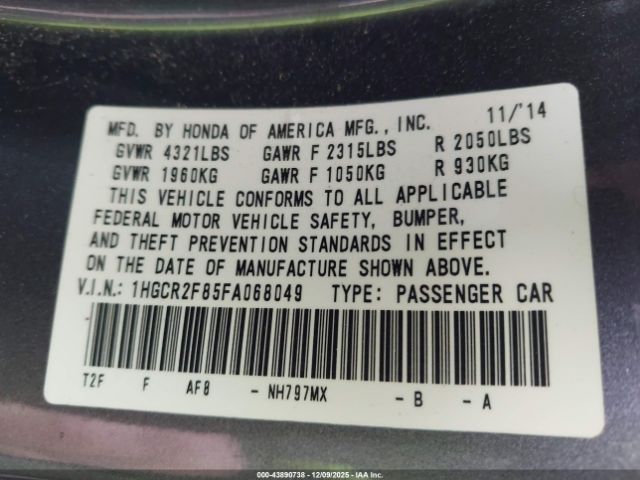 MFD. BY HONDA OF AMERICA MFG., INC. 11/'14
GVWR 4321LBS GAWR F 2315LBS R 2050LBS
GVWR 1960KG GAWR F 1050KG R 930KG
THIS VEHICLE CONFORMS TO ALL APPLICABLE
FEDERAL MOTOR VEHICLE SAFETY, BUMPER,
AND THEFT PREVENTION STANDARDS IN EFFECT
ON THE DATE OF MANUFACTURE SHOWN ABOVE.
V.I.N.: 1HGCR2F85FA068049 TYPE: PASSENGER CAR
T2F F AF8 - NH797MX - B - A
000-43890738 - 12/09/2025 - IAA Inc.